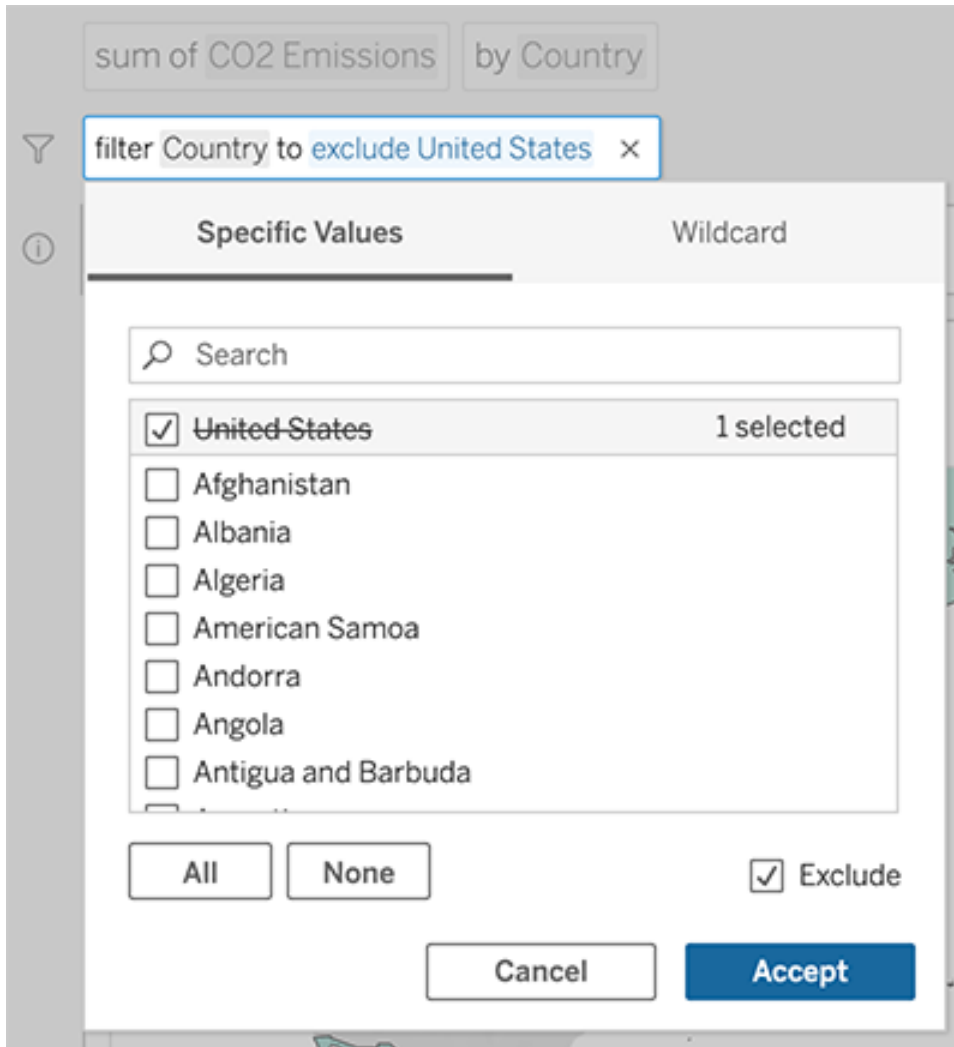 sum of CO2 Emissions by Country
filter Country to exclude United States ×
Specific Values Wildcard
Search
United States 1 selected
Afghanistan
Albania
Algeria
American Samoa
Andorra
Angola
Antigua and Barbuda
All None Exclude
Cancel Accept